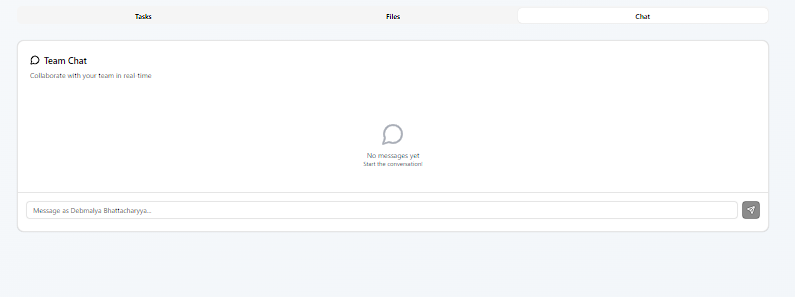 Tasks
Files
Chat
Team Chat
Collaborate with your team in real-time
No messages yet
Start the conversation!
Message as Debmalya Bhattacharyya...